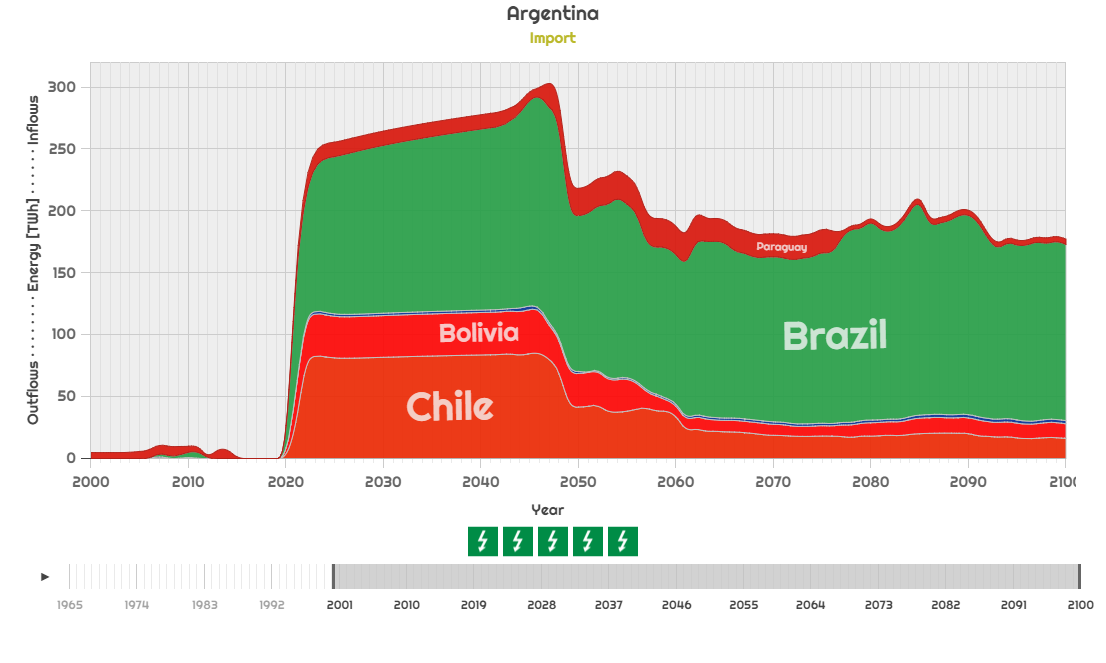 Argentina
Import
Outflows · · · · · · · · Energy [TWh] · · · · · · Inflows
300
250
200
150
100
50
0
Paraguay
Brazil
Bolivia
Chile
2000 2010 2020 2030 2040 2050 2060 2070 2080 2090 2100
Year
1965 1974 1983 1992 2001 2010 2019 2028 2037 2046 2055 2064 2073 2082 2091 2100